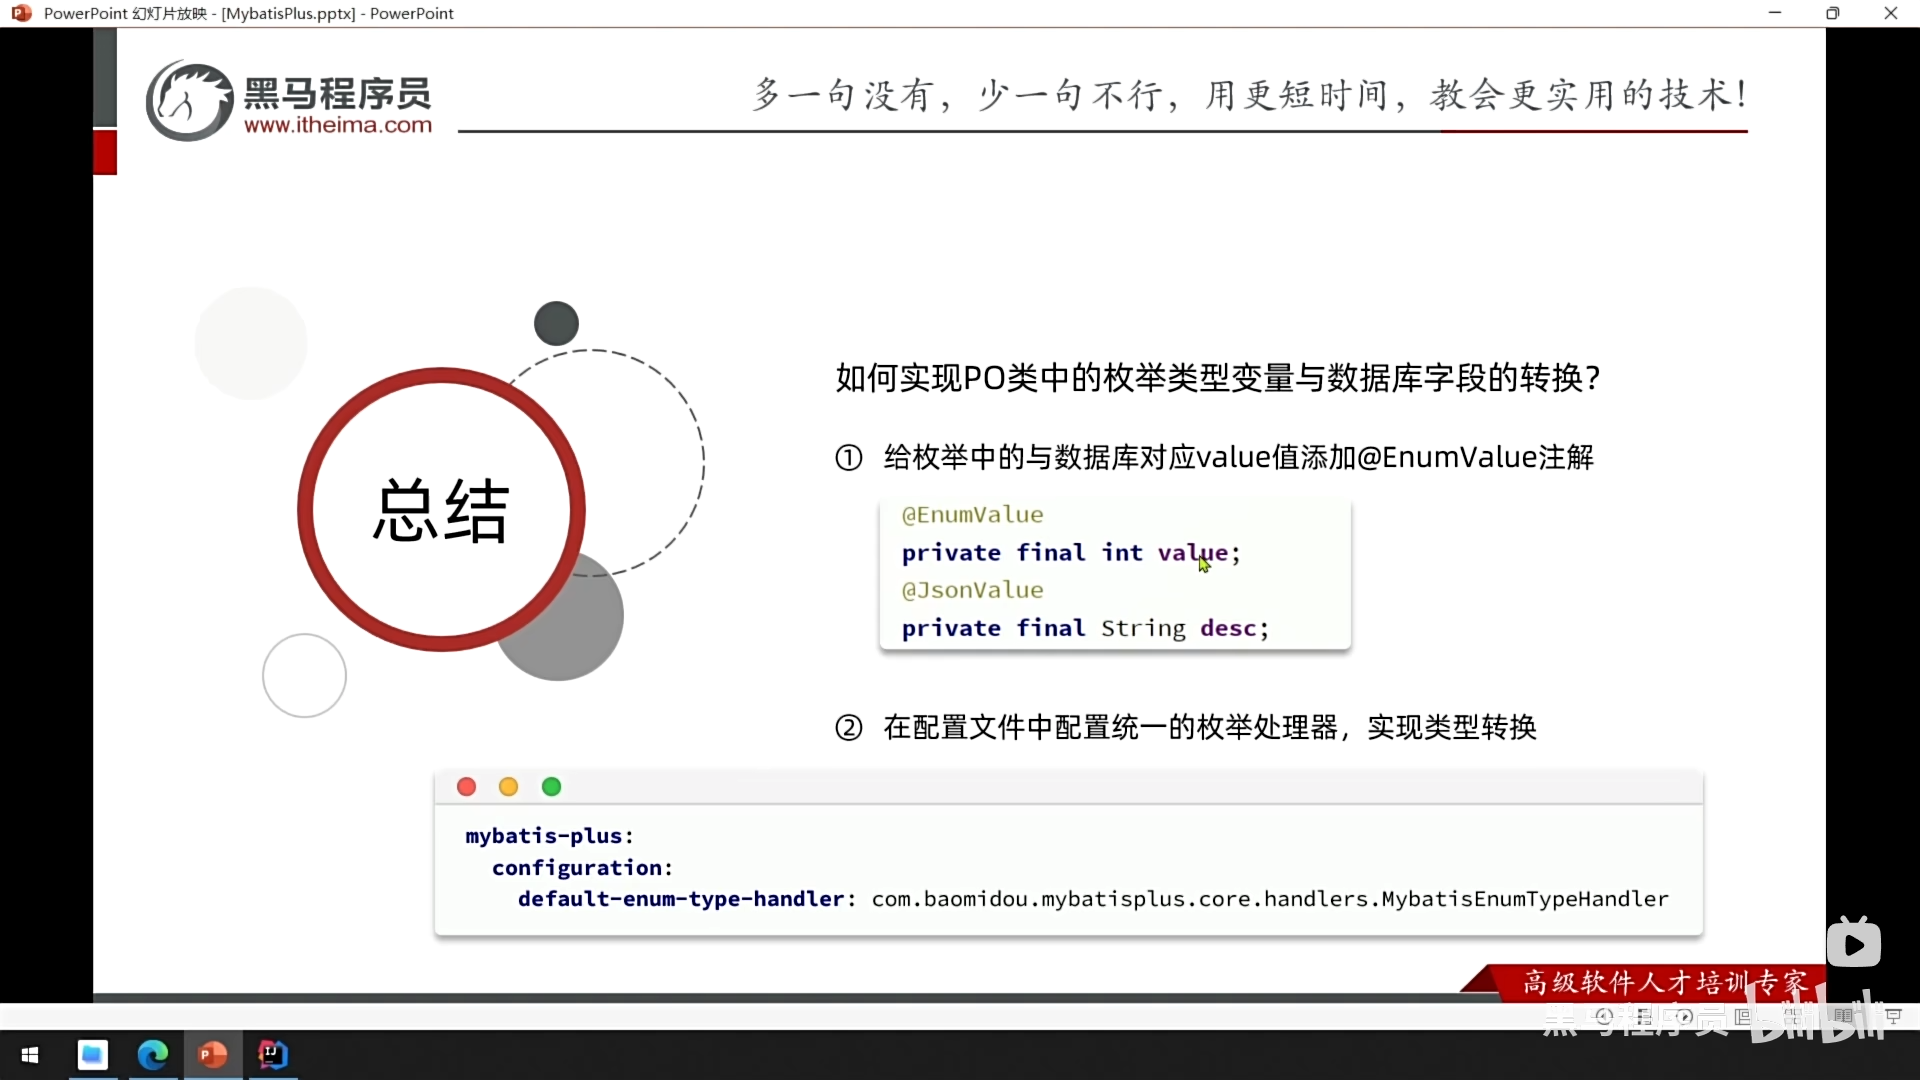 PowerPoint 幻灯片放映 - [MybatisPlus.pptx] - PowerPoint
黑马程序员
www.itheima.com
多一句没有，少一句不行，用更短时间，教会更实用的技术！
总结
如何实现PO类中的枚举类型变量与数据库字段的转换？
① 给枚举中的与数据库对应value值添加@EnumValue注解
@EnumValue
private final int value;
@JsonValue
private final String desc;
② 在配置文件中配置统一的枚举处理器，实现类型转换
mybatis-plus:
configuration:
default-enum-type-handler: com.baomidou.mybatisplus.core.handlers.MybatisEnumTypeHandler
高级软件人才培训专家
黑马程序员 bilibili